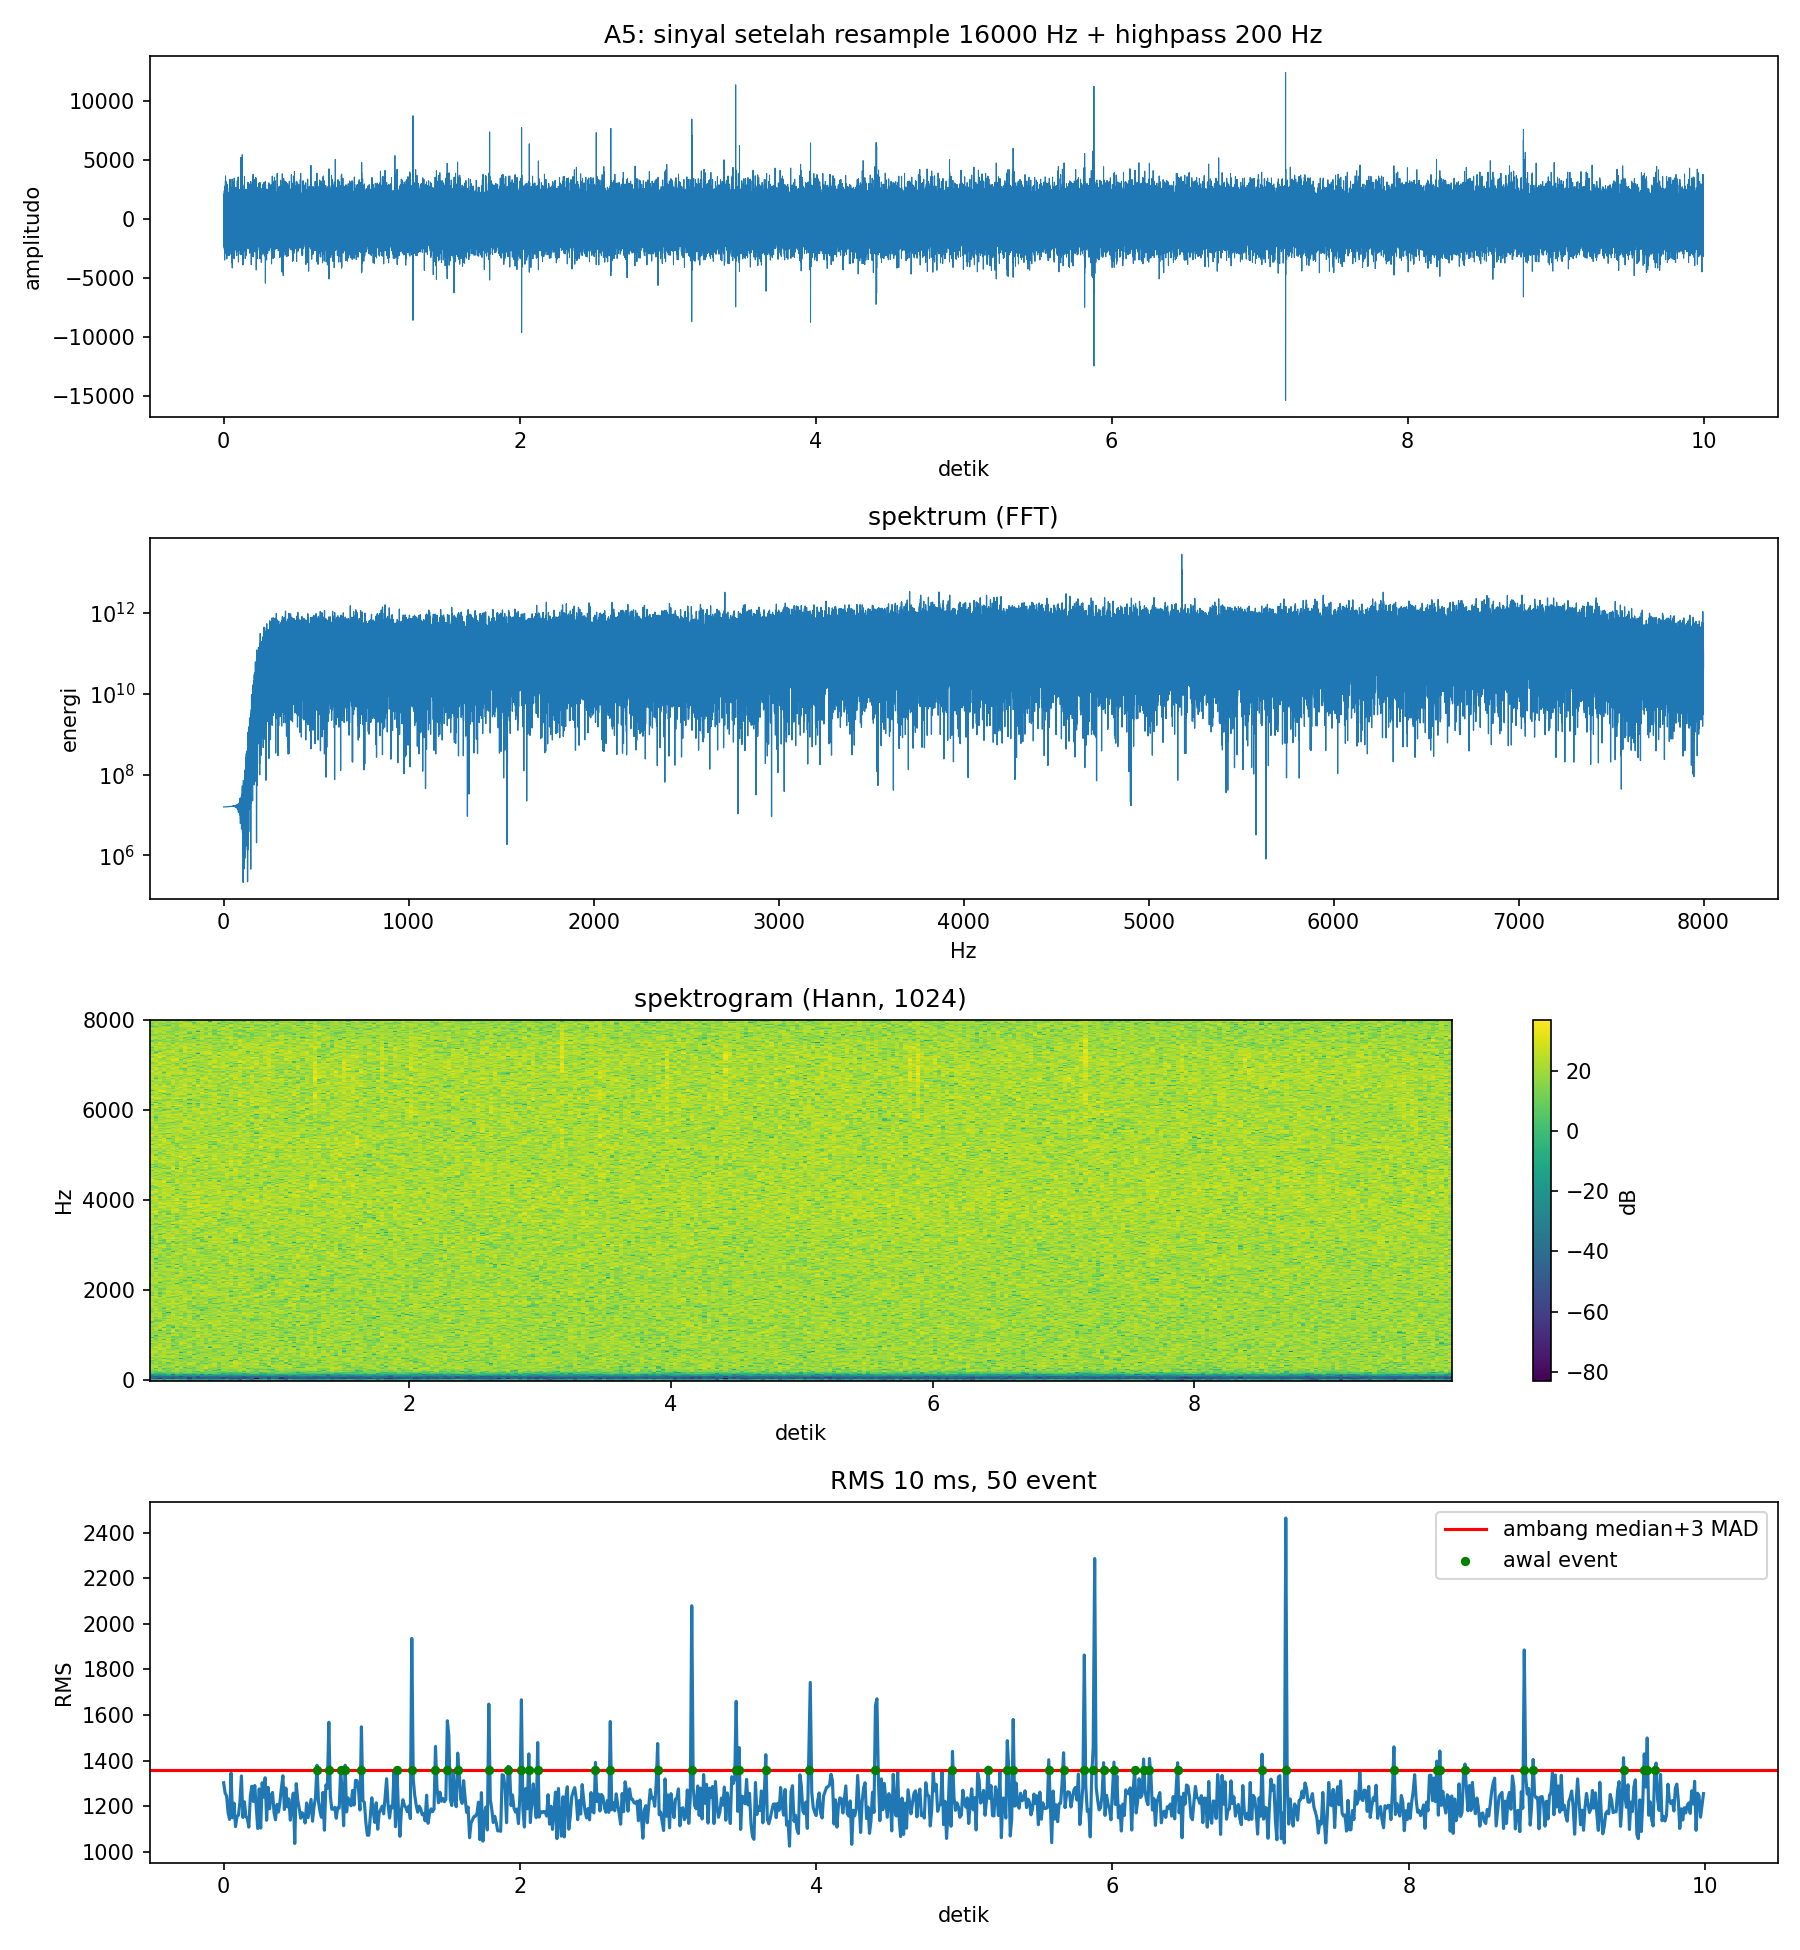 A5: sinyal setelah resample 16000 Hz + highpass 200 Hz
10000
5000
0
−5000
−10000
−15000
amplitudo
0 2 4 6 8 10
detik
spektrum (FFT)
10^12
10^10
10^8
10^6
energi
0 1000 2000 3000 4000 5000 6000 7000 8000
Hz
spektrogram (Hann, 1024)
8000
6000
4000
2000
0
Hz
2 4 6 8
detik
20
0
−20
−40
−60
−80
dB
RMS 10 ms, 50 event
2400
2200
2000
1800
1600
1400
1200
1000
RMS
ambang median+3 MAD
awal event
0 2 4 6 8 10
detik